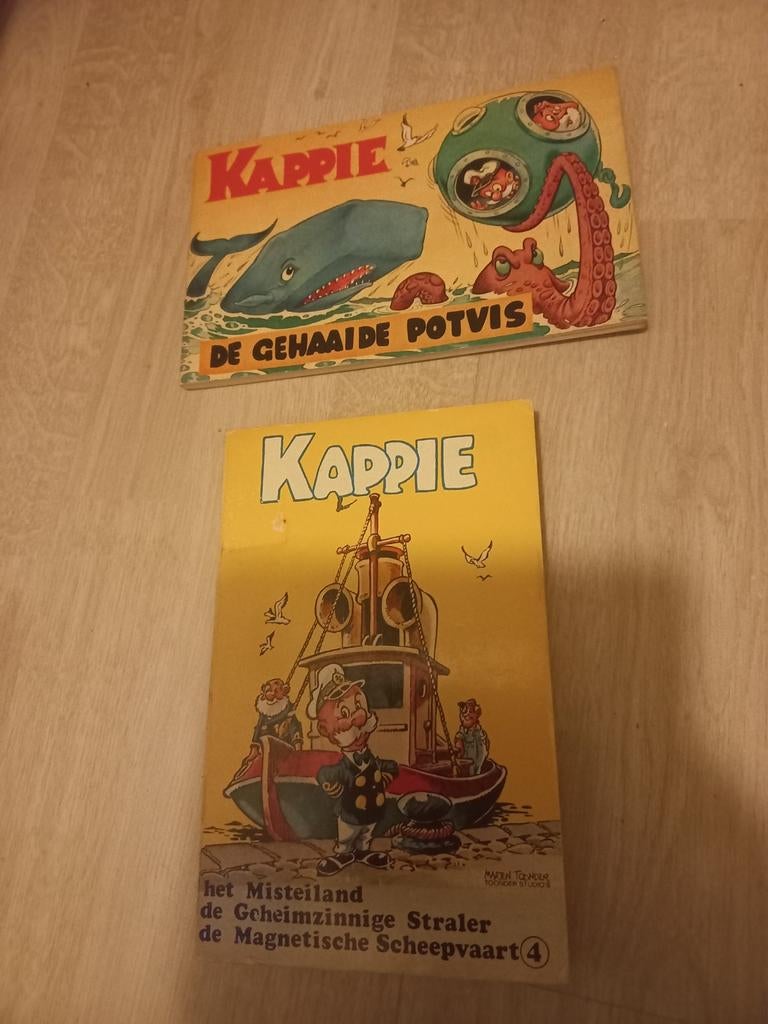 KAPPIE
DE GEHAAIDE POTVIS
KAPPIE
MARTEN TOONDER
TOONDER STUDIO'S
het Misteiland
de Geheimzinnige Straler
de Magnetische Scheepvaart 4